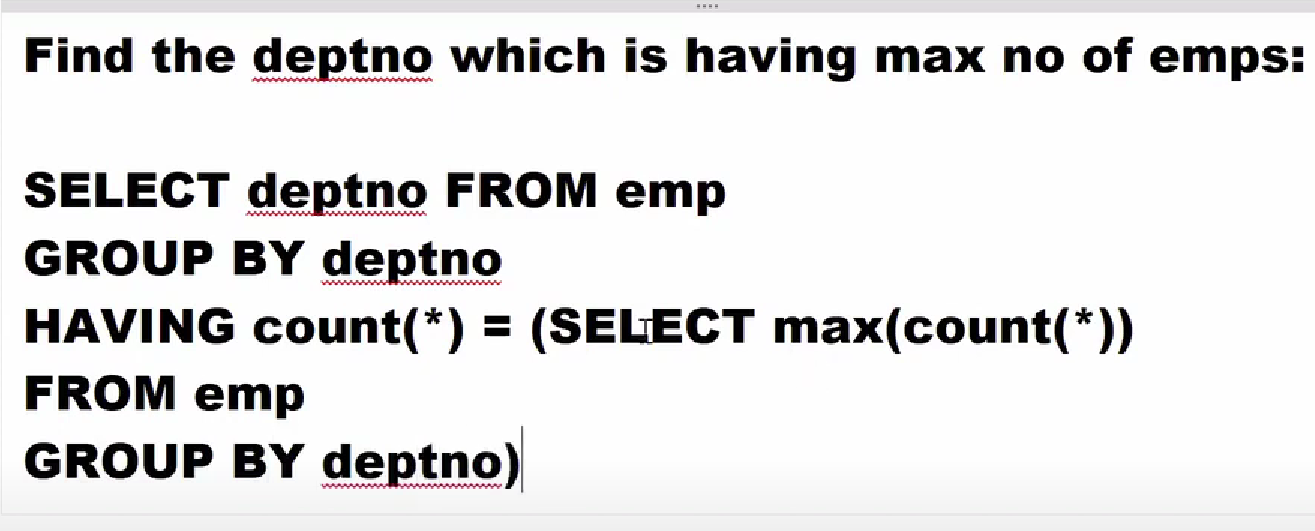 Find the deptno which is having max no of emps:
SELECT deptno FROM emp
GROUP BY deptno
HAVING count(*) = (SELECT max(count(*))
FROM emp
GROUP BY deptno)